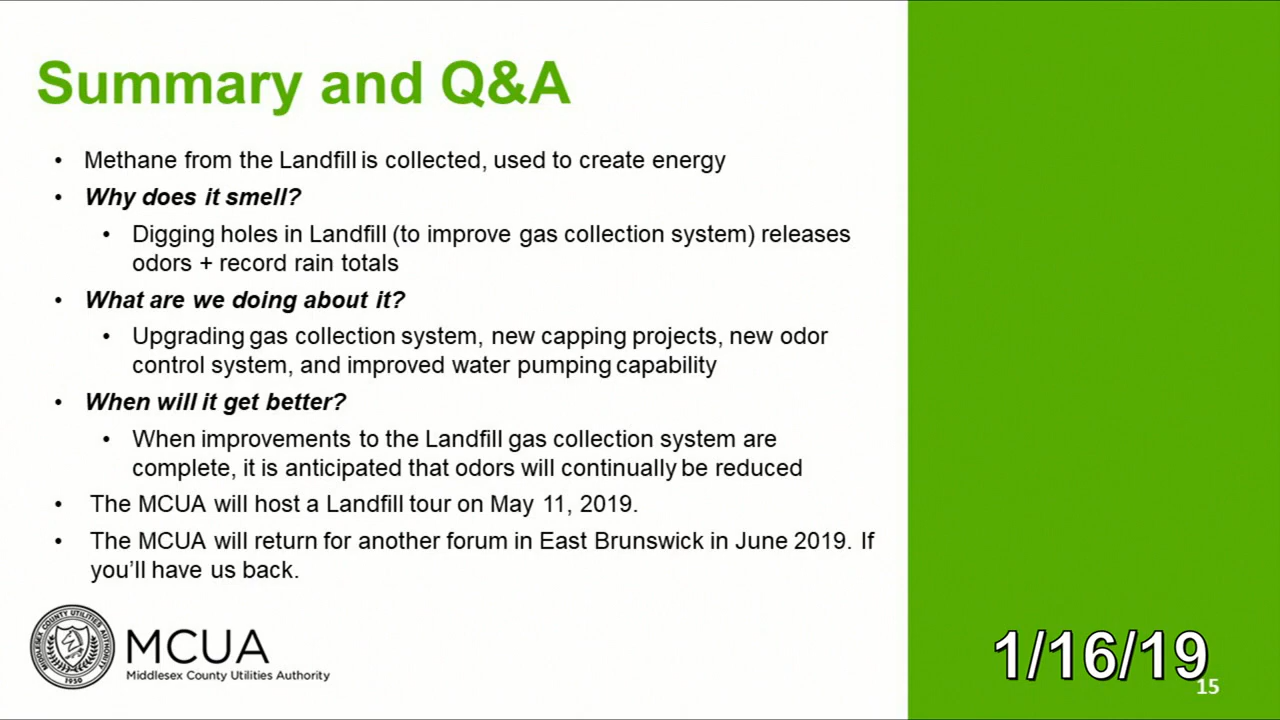 Summary and Q&A
• Methane from the Landfill is collected, used to create energy
• Why does it smell?
• Digging holes in Landfill (to improve gas collection system) releases
odors + record rain totals
• What are we doing about it?
• Upgrading gas collection system, new capping projects, new odor
control system, and improved water pumping capability
• When will it get better?
• When improvements to the Landfill gas collection system are
complete, it is anticipated that odors will continually be reduced
• The MCUA will host a Landfill tour on May 11, 2019.
• The MCUA will return for another forum in East Brunswick in June 2019. If
you'll have us back.
MIDDLESEX COUNTY UTILITIES AUTHORITY
1950
MCUA
Middlesex County Utilities Authority
1/16/19
15